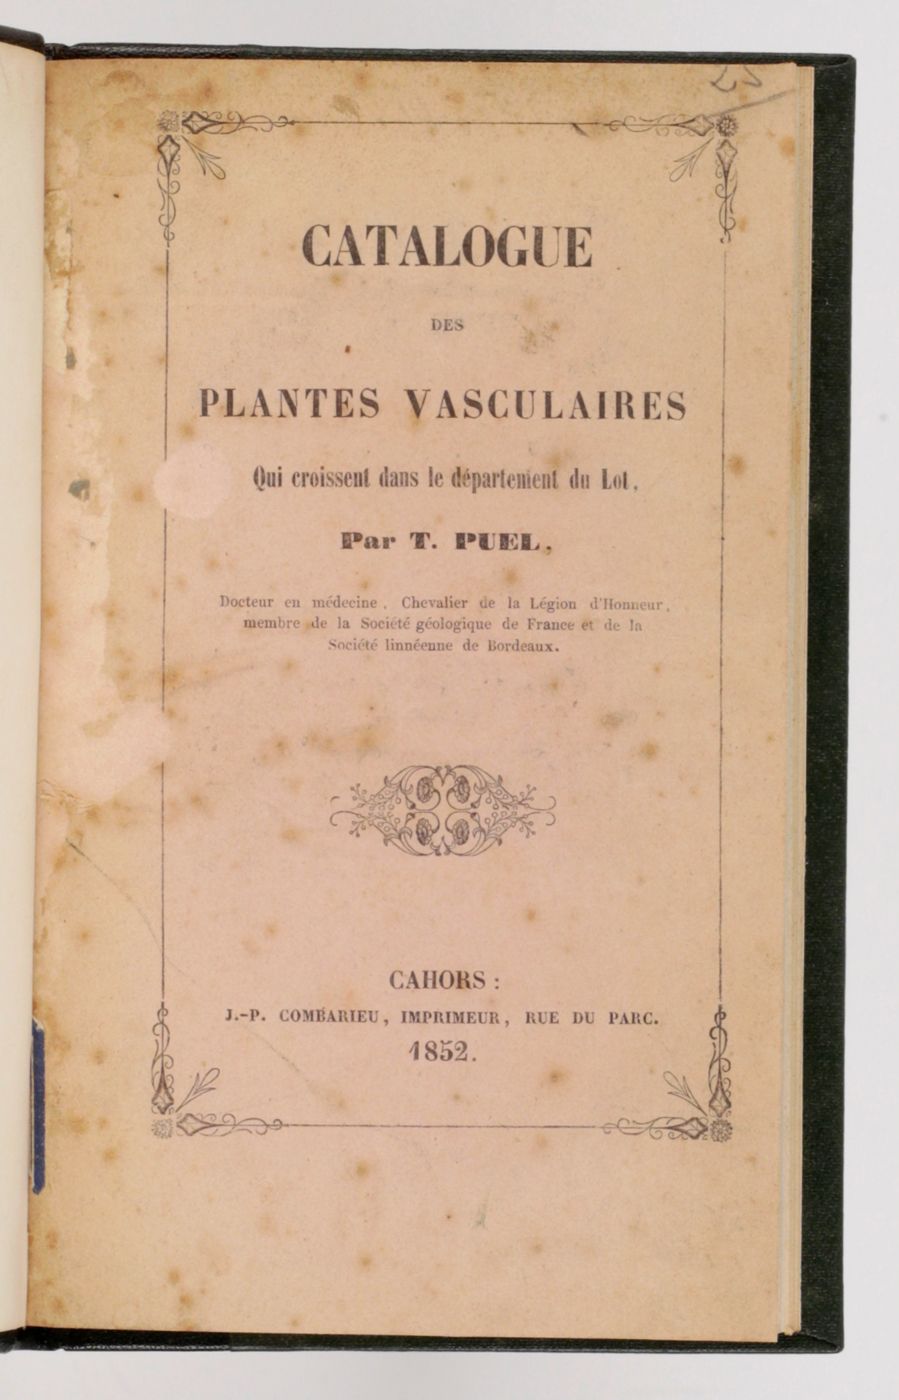 CATALOGUE
DES
PLANTES VASCULAIRES
Qui croissent dans le département du Lot,
Par T. PUEL,
Docteur en médecine, Chevalier de la Légion d'Honneur,
membre de la Société géologique de France et de la
Société linnéenne de Bordeaux.
CAHORS :
J.-P. COMBARIEU, IMPRIMEUR, RUE DU PARC.
1852.